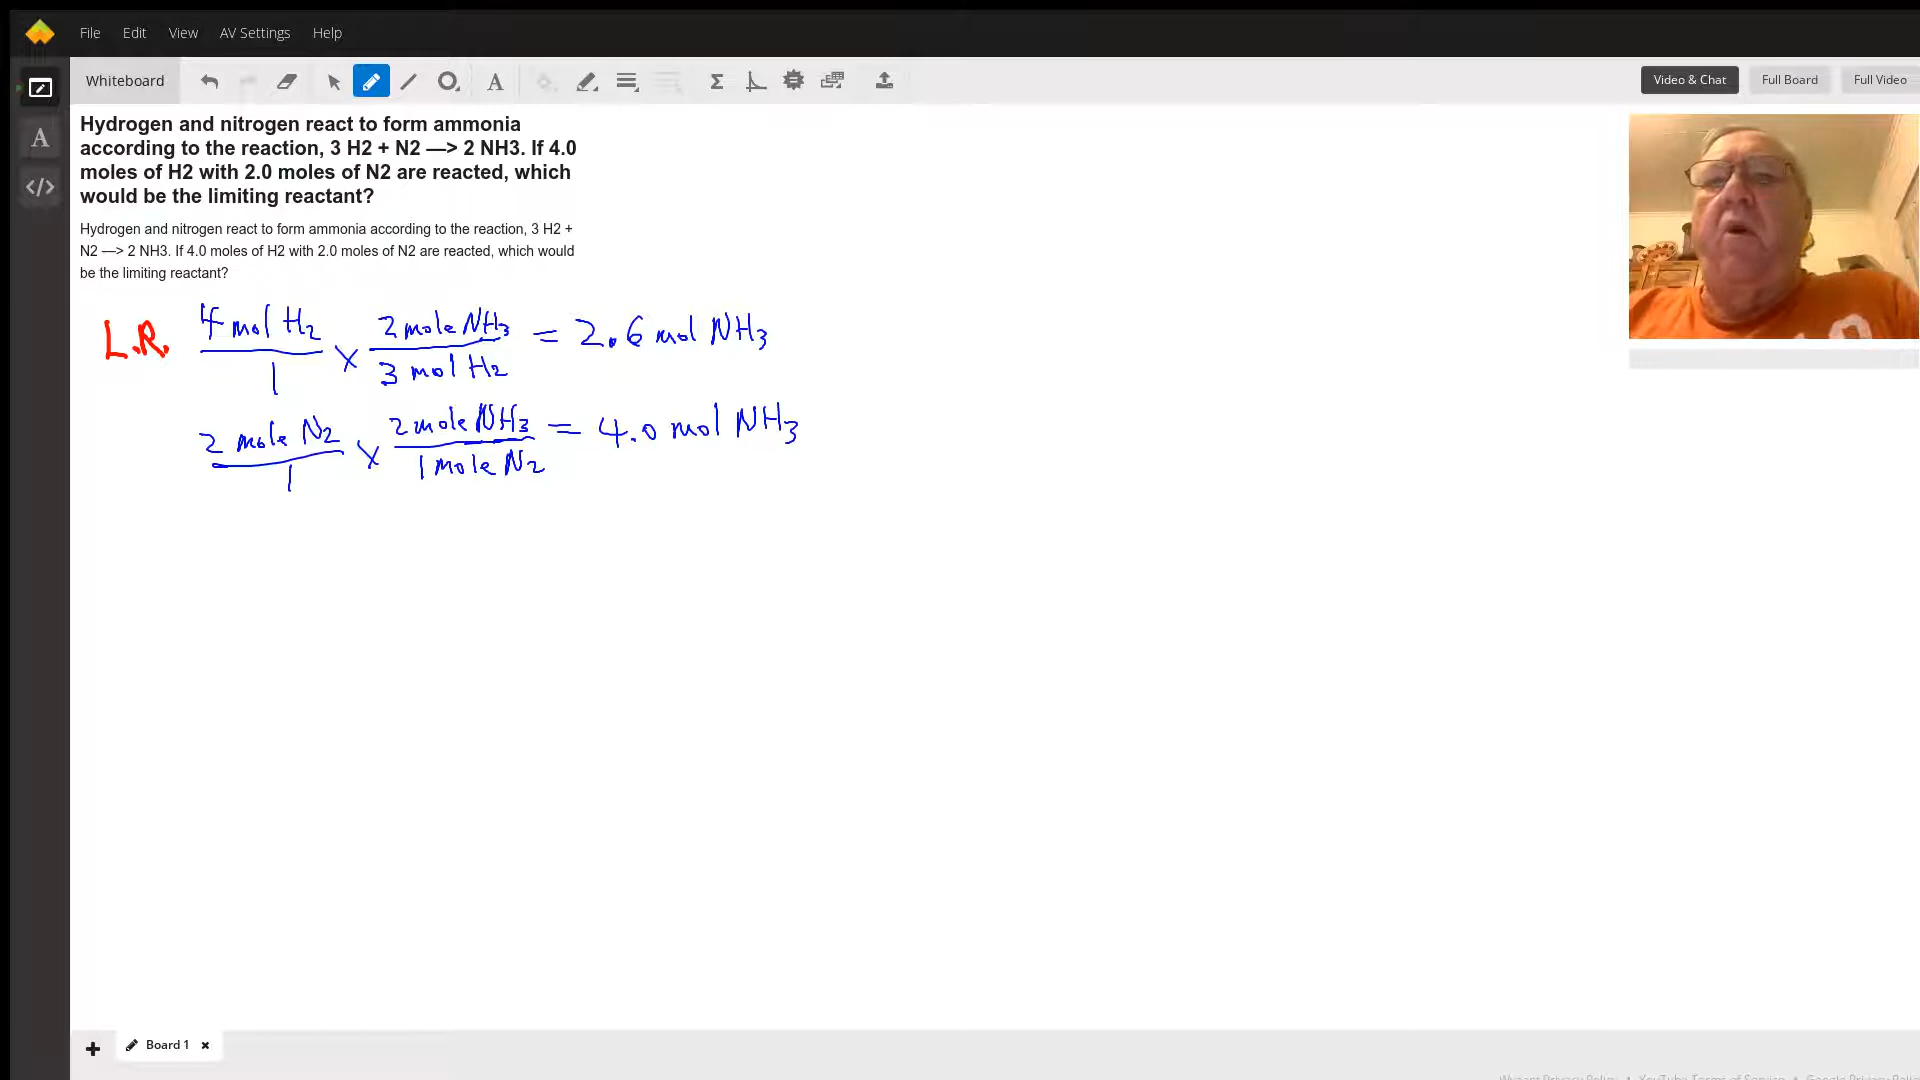 File Edit View AV Settings Help
Whiteboard
Video & Chat Full Board Full Video
Hydrogen and nitrogen react to form ammonia
according to the reaction, 3 H2 + N2 —> 2 NH3. If 4.0
moles of H2 with 2.0 moles of N2 are reacted, which
would be the limiting reactant?
Hydrogen and nitrogen react to form ammonia according to the reaction, 3 H2 +
N2 —> 2 NH3. If 4.0 moles of H2 with 2.0 moles of N2 are reacted, which would
be the limiting reactant?
L.R. 4 mol H2 / 1 x 2 mole NH3 / 3 mol H2 = 2.6 mol NH3
2 mole N2 / 1 x 2 mole NH3 / 1 mole N2 = 4.0 mol NH3
Board 1